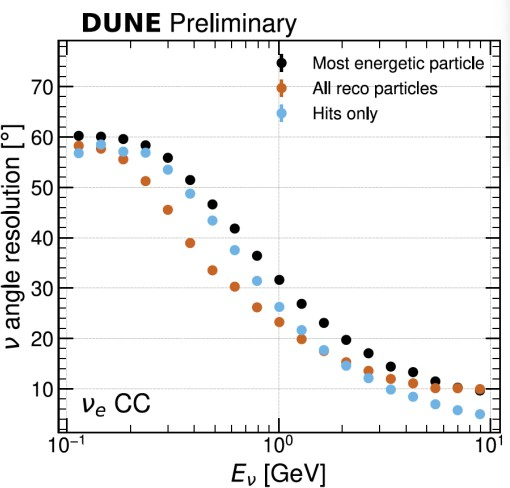 DUNE Preliminary
Most energetic particle
All reco particles
Hits only
ν angle resolution [°]
70
60
50
40
30
20
10
νₑ CC
10⁻¹
10⁰
10¹
Eᵥ [GeV]